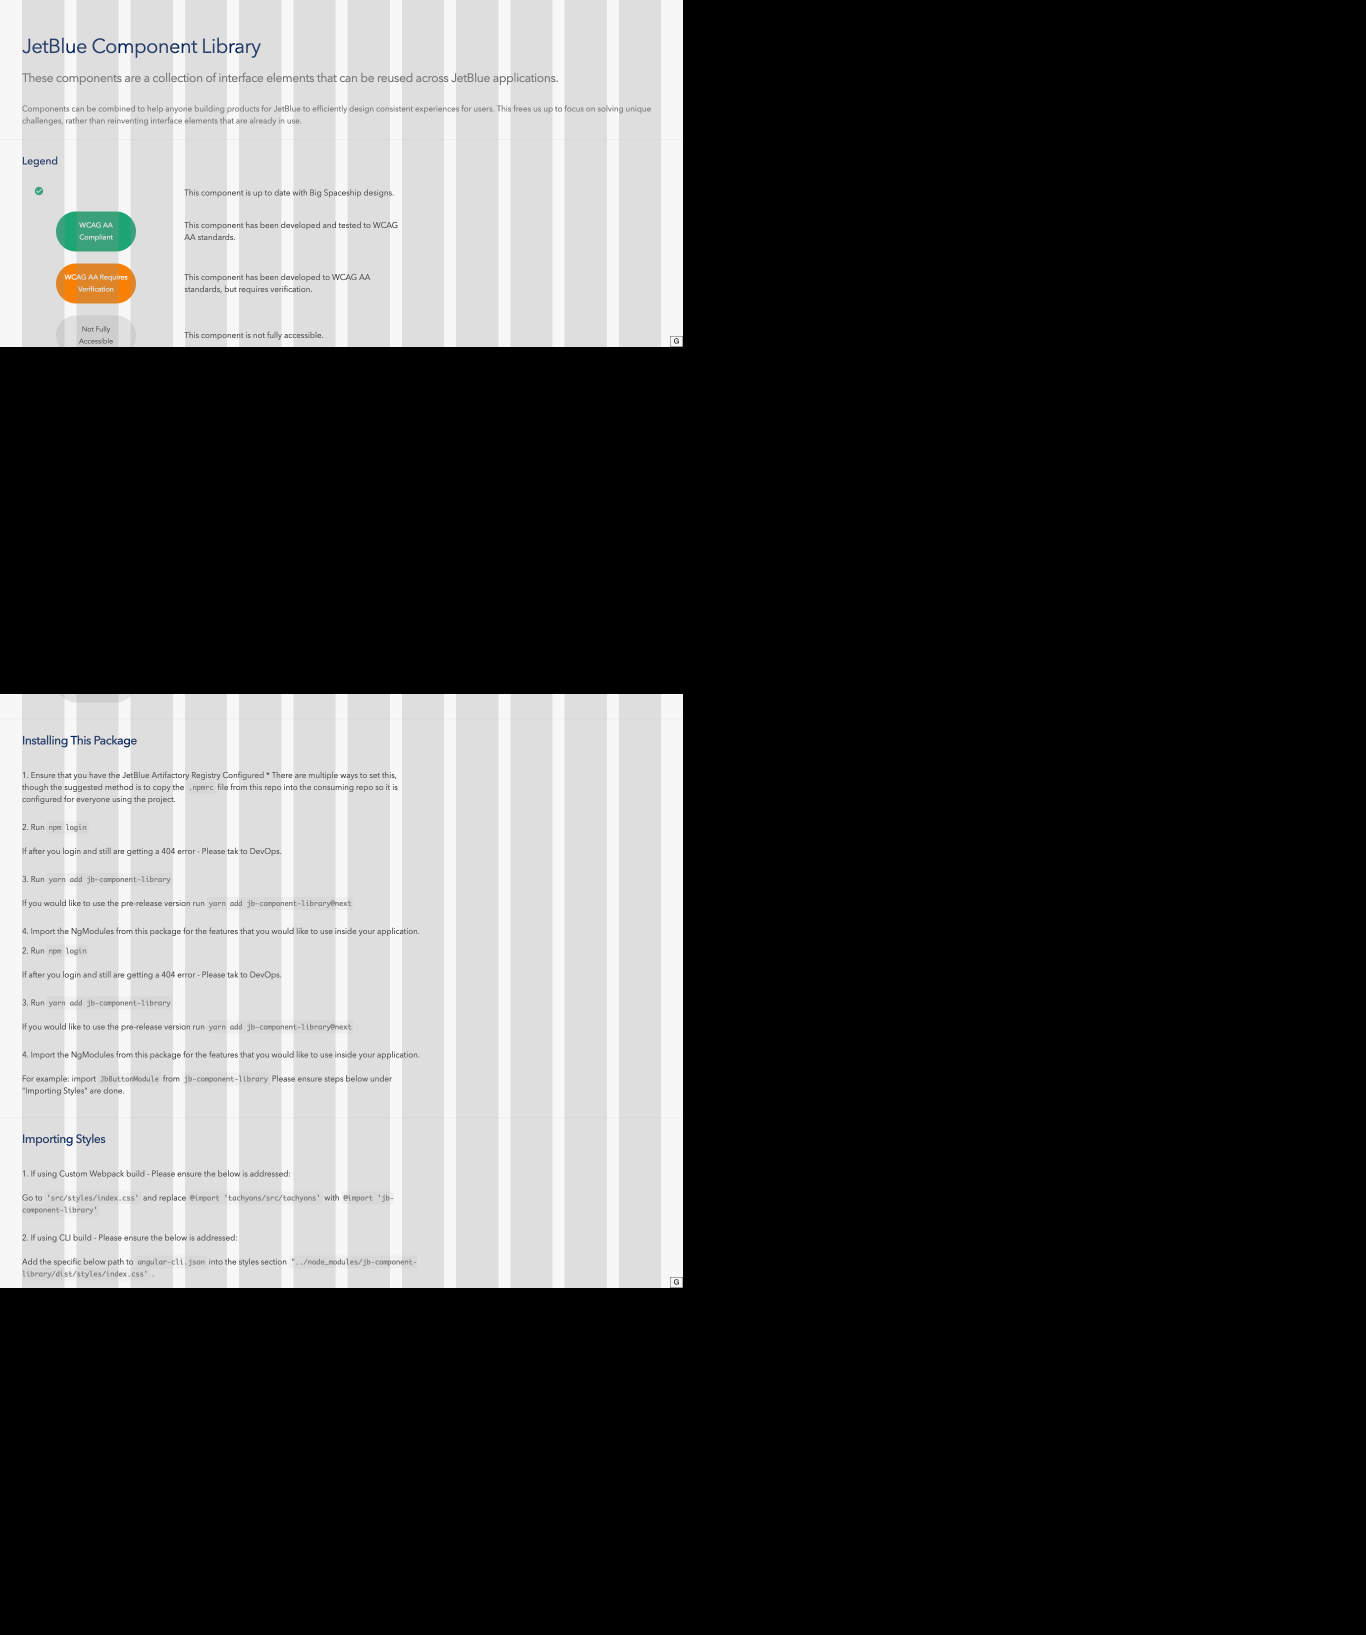 JetBlue Component Library
These components are a collection of interface elements that can be reused across JetBlue applications.
Components can be combined to help anyone building products for JetBlue to efficiently design consistent experiences for users. This frees us up to focus on solving unique
challenges, rather than reinventing interface elements that are already in use.
Legend
This component is up to date with Big Spaceship designs.
WCAG AA
Compliant
This component has been developed and tested to WCAG
AA standards.
WCAG AA Requires
Verification
This component has been developed to WCAG AA
standards, but requires verification.
Not Fully
Accessible
This component is not fully accessible.
G
Installing This Package
1. Ensure that you have the JetBlue Artifactory Registry Configured * There are multiple ways to set this,
though the suggested method is to copy the .npmrc file from this repo into the consuming repo so it is
configured for everyone using the project.
2. Run npm login
If after you login and still are getting a 404 error - Please tak to DevOps.
3. Run yarn add jb-component-library
If you would like to use the pre-release version run yarn add jb-component-library@next
4. Import the NgModules from this package for the features that you would like to use inside your application.
2. Run npm login
If after you login and still are getting a 404 error - Please tak to DevOps.
3. Run yarn add jb-component-library
If you would like to use the pre-release version run yarn add jb-component-library@next
4. Import the NgModules from this package for the features that you would like to use inside your application.
For example: import JbButtonModule from jb-component-library Please ensure steps below under
"Importing Styles" are done.
Importing Styles
1. If using Custom Webpack build - Please ensure the below is addressed:
Go to 'src/styles/index.css' and replace @import 'tachyons/src/tachyons' with @import 'jb-
component-library'
2. If using CLI build - Please ensure the below is addressed:
Add the specific below path to angular-cli.json into the styles section "../node_modules/jb-component-
library/dist/styles/index.css" .
G